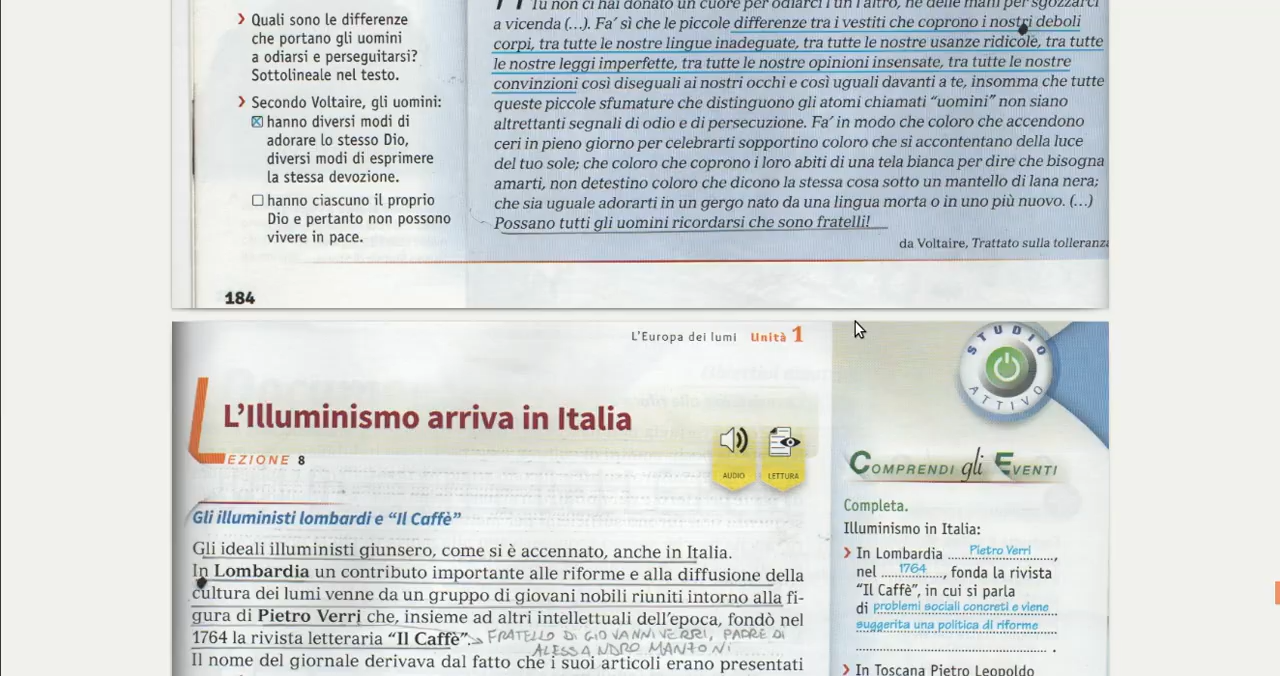 Quali sono le differenze
che portano gli uomini
a odiarsi e perseguitarsi?
Sottolineale nel testo.
Secondo Voltaire, gli uomini:
hanno diversi modi di
adorare lo stesso Dio,
diversi modi di esprimere
la stessa devozione.
hanno ciascuno il proprio
Dio e pertanto non possono
vivere in pace.
184
Tu non ci hai donato un cuore per odiarci l'un l'altro, né delle mani per sgozzarci
a vicenda (…). Fa' sì che le piccole differenze tra i vestiti che coprono i nostri deboli
corpi, tra tutte le nostre lingue inadeguate, tra tutte le nostre usanze ridicole, tra tutte
le nostre leggi imperfette, tra tutte le nostre opinioni insensate, tra tutte le nostre
convinzioni così diseguali ai nostri occhi e così uguali davanti a te, insomma che tutte
queste piccole sfumature che distinguono gli atomi chiamati "uomini" non siano
altrettanti segnali di odio e di persecuzione. Fa' in modo che coloro che accendono
ceri in pieno giorno per celebrarti sopportino coloro che si accontentano della luce
del tuo sole; che coloro che coprono i loro abiti di una tela bianca per dire che bisogna
amarti, non detestino coloro che dicono la stessa cosa sotto un mantello di lana nera;
che sia uguale adorarti in un gergo nato da una lingua morta o in uno più nuovo. (…)
Possano tutti gli uomini ricordarsi che sono fratelli!
da Voltaire, Trattato sulla tolleranza
L'Europa dei lumi Unità 1
L'Illuminismo arriva in Italia
LEZIONE 8
AUDIO
LETTURA
Gli illuministi lombardi e "Il Caffè"
Gli ideali illuministi giunsero, come si è accennato, anche in Italia.
In Lombardia un contributo importante alle riforme e alla diffusione della
cultura dei lumi venne da un gruppo di giovani nobili riuniti intorno alla fi-
gura di Pietro Verri che, insieme ad altri intellettuali dell'epoca, fondò nel
1764 la rivista letteraria "Il Caffè". FRATELLO DI GIOVANNI VERRI, PADRE DI
ALESSANDRO MANZONI
Il nome del giornale derivava dal fatto che i suoi articoli erano presentati
STUDIO
ATTIVO
COMPRENDI gli EVENTI
Completa.
Illuminismo in Italia:
In Lombardia Pietro Verri,
nel 1764, fonda la rivista
"Il Caffè", in cui si parla
di problemi sociali concreti e viene
suggerita una politica di riforme
.
In Toscana Pietro Leopoldo